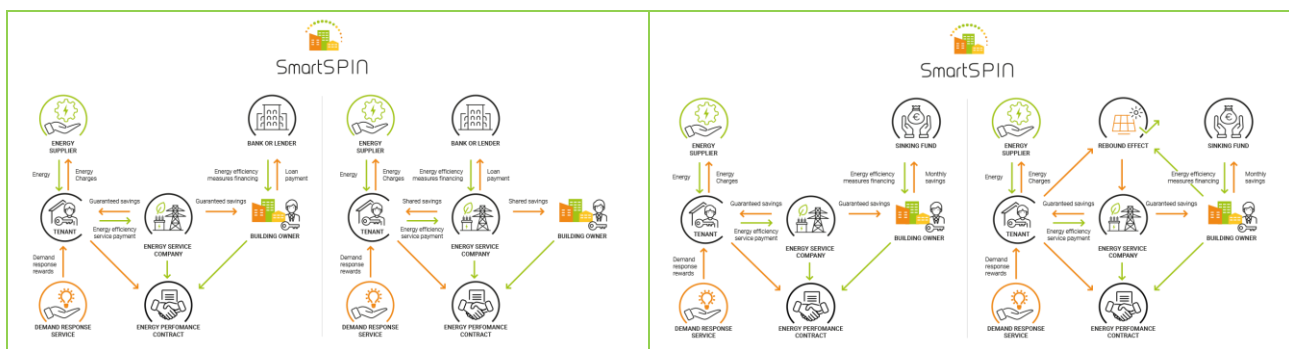 SmartSPIN
ENERGY
SUPPLIER
BANK OR LENDER
Energy
Energy
Charges
Energy efficiency
measures financing
Loan
payment
Guaranteed savings
Guaranteed savings
TENANT
Energy efficiency
service payment
ENERGY SERVICE
COMPANY
BUILDING OWNER
Demand
response
rewards
DEMAND RESPONSE
SERVICE
ENERGY PERFOMANCE
CONTRACT
ENERGY
SUPPLIER
BANK OR LENDER
Energy
Energy
Charges
Energy efficiency
measures financing
Loan
payment
Shared savings
Shared savings
TENANT
Energy efficiency
service payment
ENERGY SERVICE
COMPANY
BUILDING OWNER
Demand
response
rewards
DEMAND RESPONSE
SERVICE
ENERGY PERFOMANCE
CONTRACT
SmartSPIN
ENERGY
SUPPLIER
SINKING FUND
Energy
Energy
Charges
Energy efficiency
measures financing
Monthly
savings
Guaranteed savings
Guaranteed savings
TENANT
Energy efficiency
service payment
ENERGY SERVICE
COMPANY
BUILDING OWNER
Demand
response
rewards
DEMAND RESPONSE
SERVICE
ENERGY PERFOMANCE
CONTRACT
ENERGY
SUPPLIER
REBOUND EFFECT
SINKING FUND
Energy
Energy
Charges
Energy efficiency
measures financing
Monthly
savings
Guaranteed savings
Guaranteed savings
TENANT
Energy efficiency
service payment
ENERGY SERVICE
COMPANY
BUILDING OWNER
Demand
response
rewards
DEMAND RESPONSE
SERVICE
ENERGY PERFOMANCE
CONTRACT